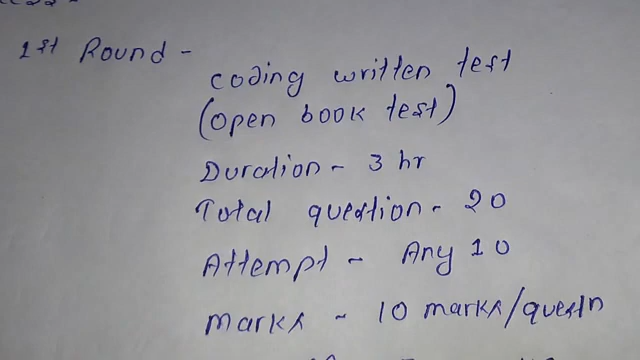 1st Round -
coding written test
(open book test)
Duration - 3 hr
Total question - 20
Attempt - Any 10
marks - 10 marks/questn